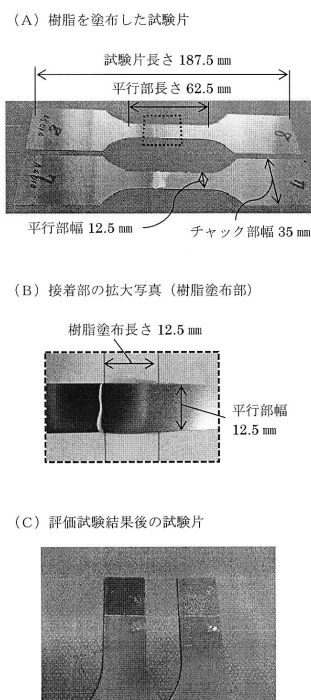 （A）樹脂を塗布した試験片
試験片長さ 187.5 ㎜
平行部長さ 62.5 ㎜
8
8
7
平行部幅 12.5 ㎜
チャック部幅 35 ㎜
（B）接着部の拡大写真（樹脂塗布部）
樹脂塗布長さ 12.5 ㎜
平行部幅
12.5 ㎜
（C）評価試験結果後の試験片